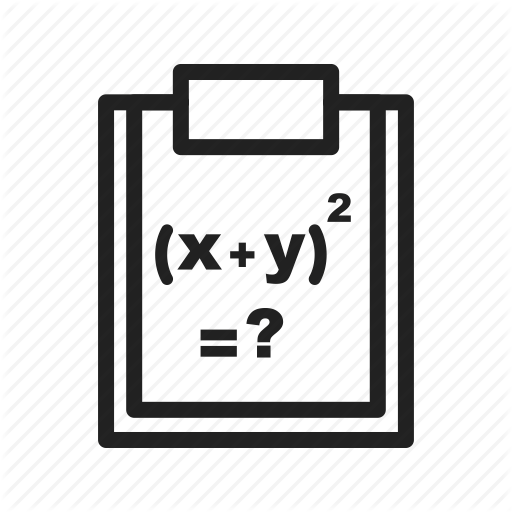 (x+y)²
=?